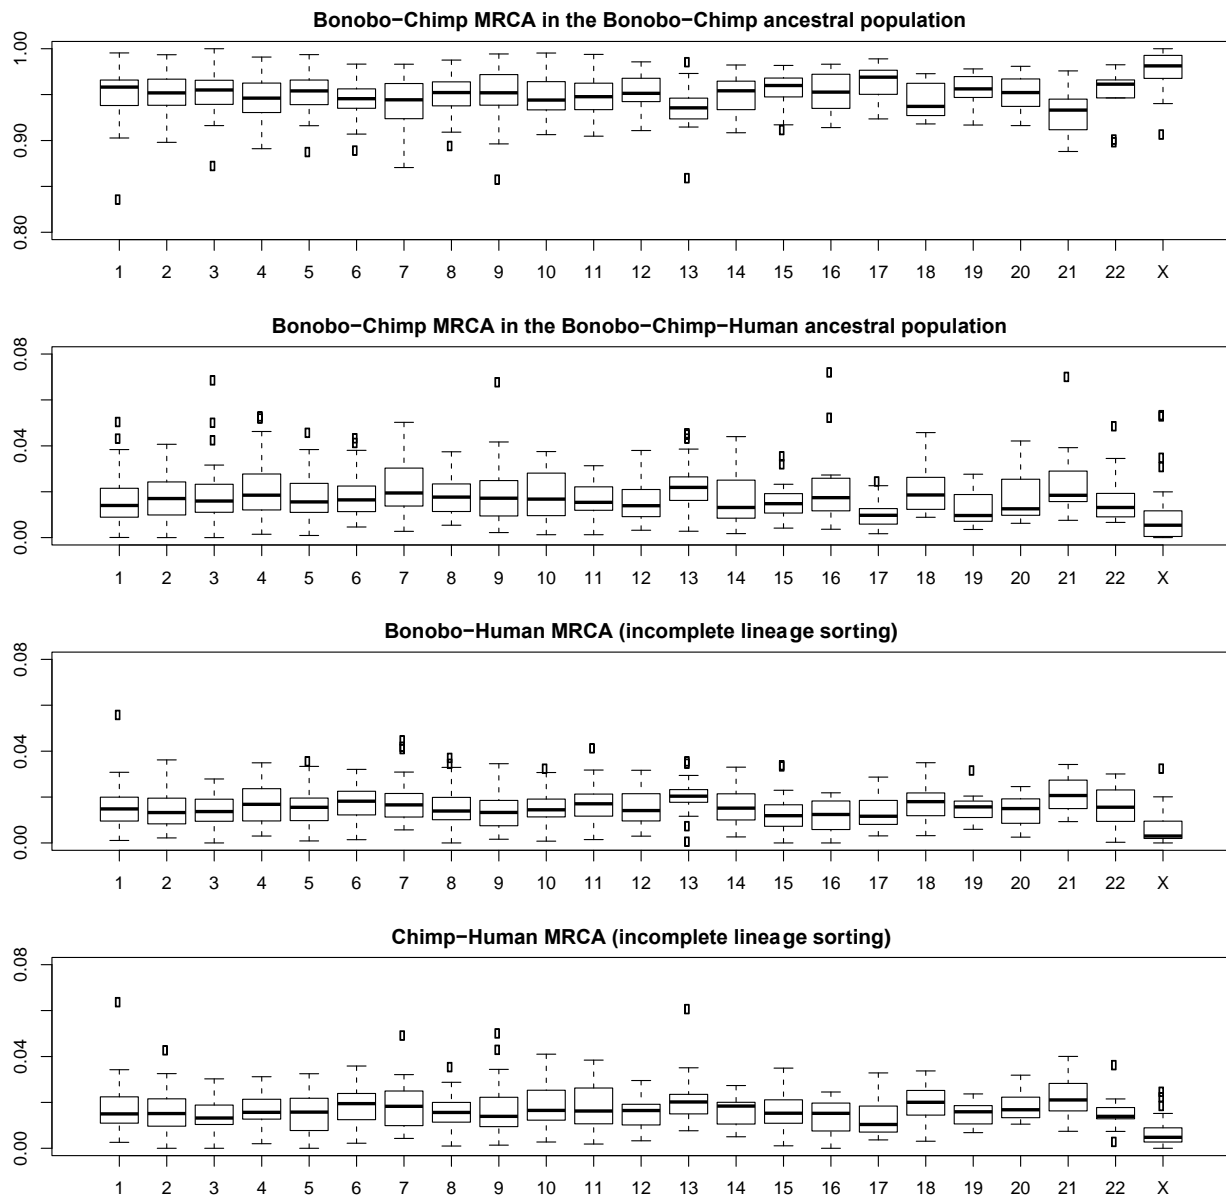 Bonobo−Chimp MRCA in the Bonobo−Chimp ancestral population
1.00
0.90
0.80
1 2 3 4 5 6 7 8 9 10 11 12 13 14 15 16 17 18 19 20 21 22 X
Bonobo−Chimp MRCA in the Bonobo−Chimp−Human ancestral population
0.08
0.04
0.00
1 2 3 4 5 6 7 8 9 10 11 12 13 14 15 16 17 18 19 20 21 22 X
Bonobo−Human MRCA (incomplete lineage sorting)
0.08
0.04
0.00
1 2 3 4 5 6 7 8 9 10 11 12 13 14 15 16 17 18 19 20 21 22 X
Chimp−Human MRCA (incomplete lineage sorting)
0.08
0.04
0.00
1 2 3 4 5 6 7 8 9 10 11 12 13 14 15 16 17 18 19 20 21 22 X